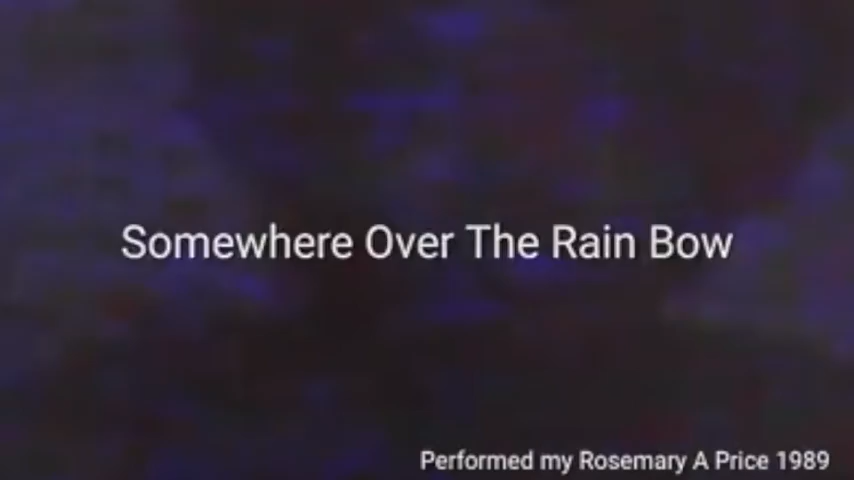 Somewhere Over The Rain Bow
Performed my Rosemary A Price 1989